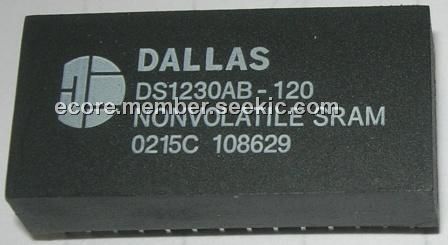 DALLAS
DS1230AB-120
ecore.member.seekic.com
NONVOLATILE SRAM
0215C 108629